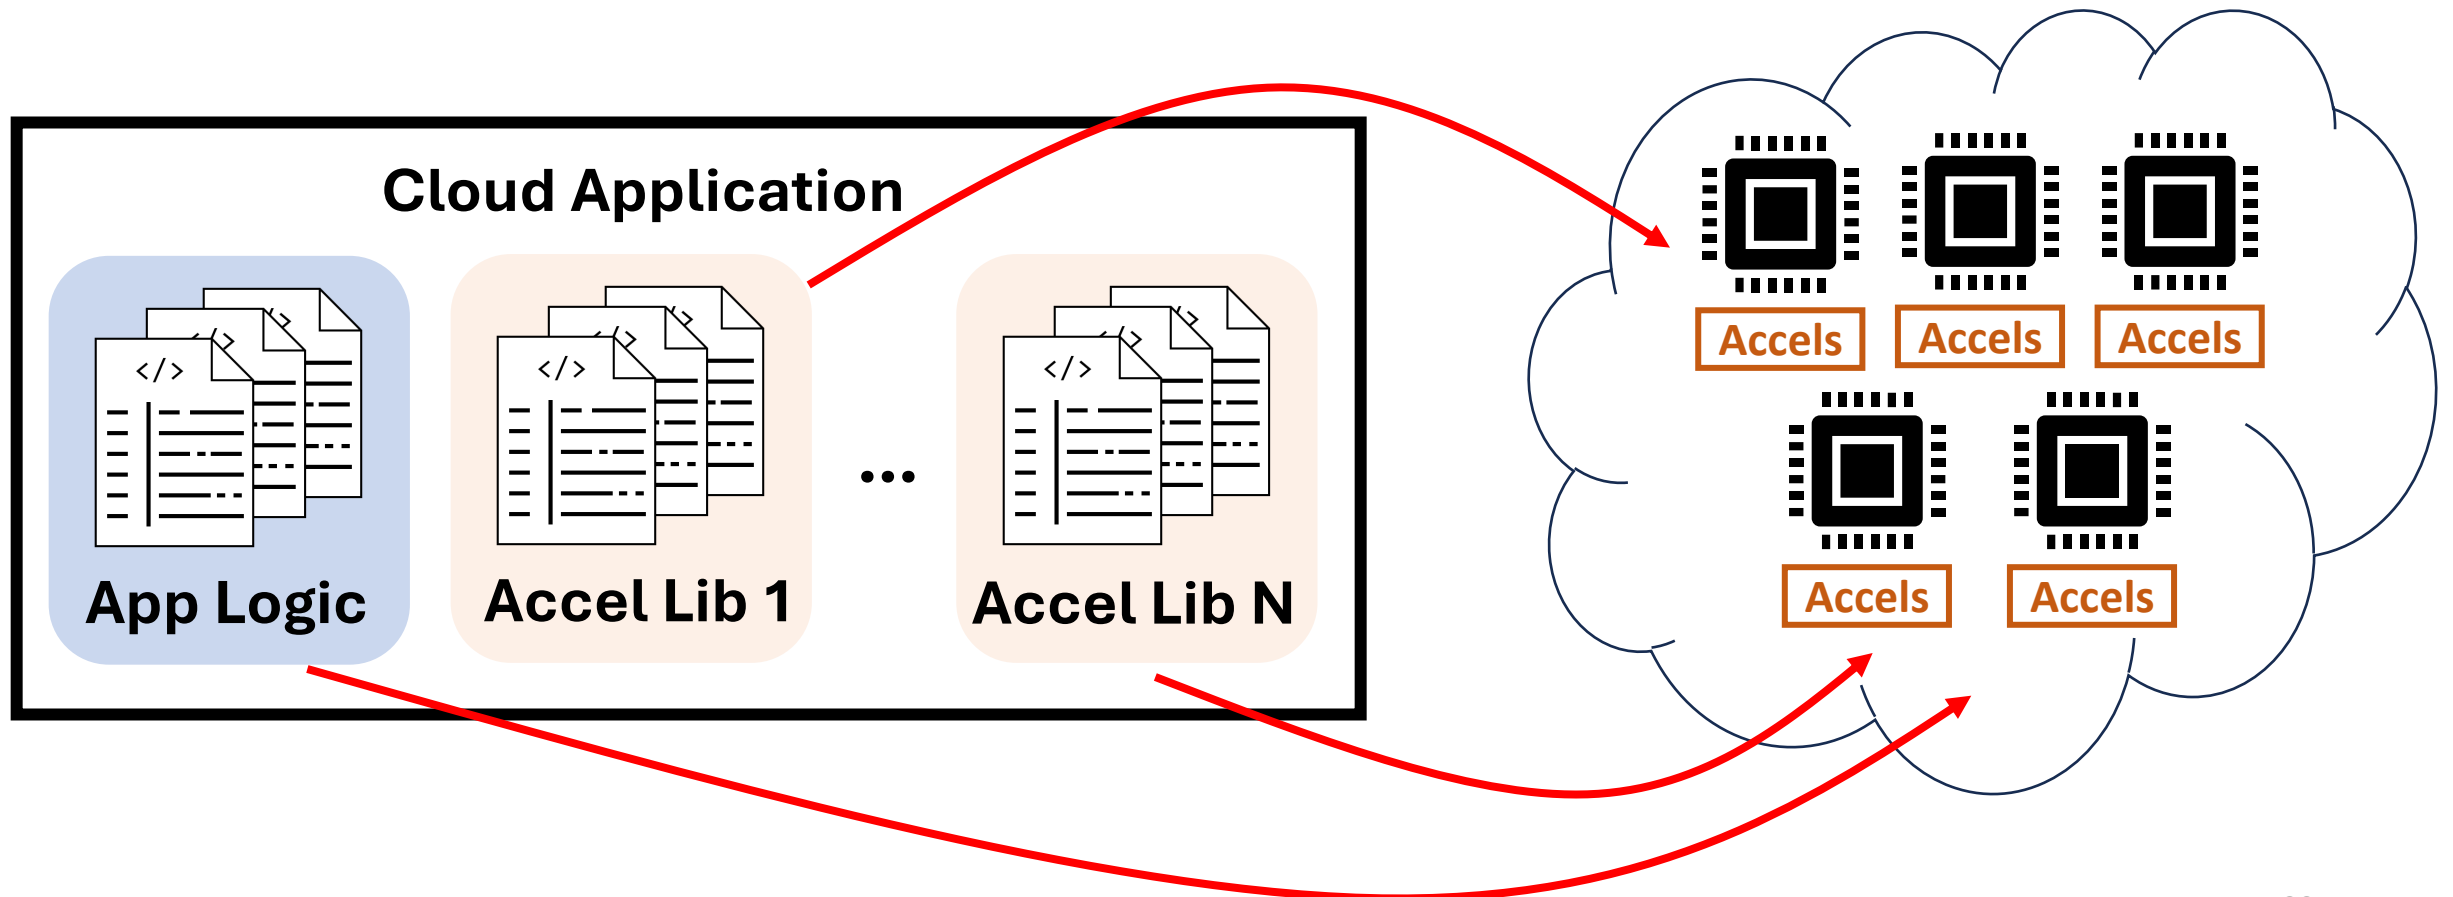 Cloud Application
</>
</>
</>
App Logic
Accel Lib 1
...
Accel Lib N
Accels
Accels
Accels
Accels
Accels